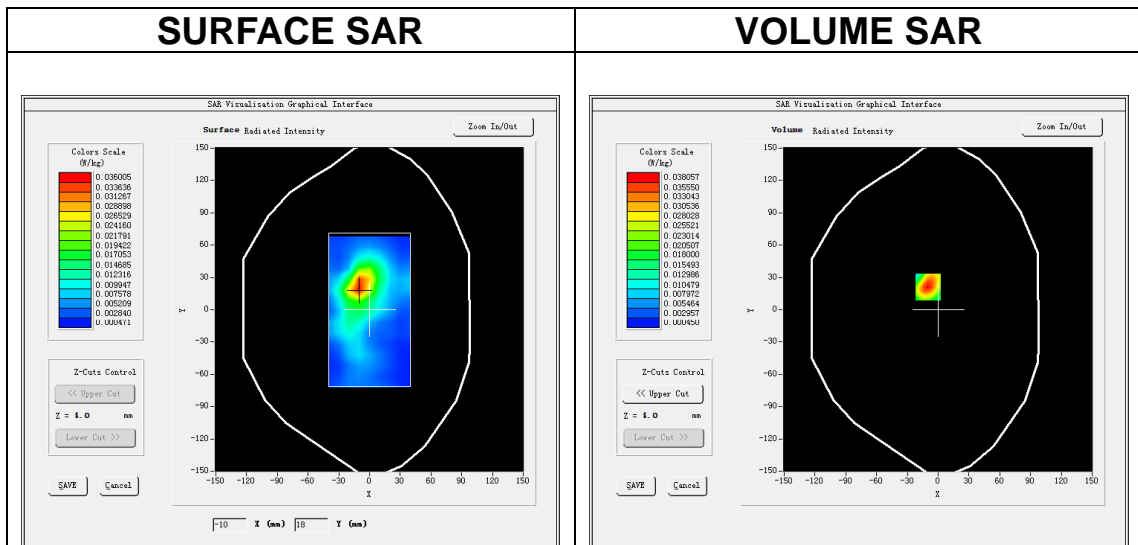 SURFACE SAR
SAR Visualisation Graphical Interface
Surface Radiated Intensity
Zoom In/Out
Colors Scale
(W/kg)
0.036005
0.033636
0.031267
0.028898
0.026529
0.024160
0.021791
0.019422
0.017053
0.014685
0.012316
0.009947
0.007578
0.005209
0.002840
0.000471
150
120
90
60
30
0
-30
-60
-90
-120
-150
Y
-150 -120 -90 -60 -30 0 30 60 90 120 150
X
Z-Cuts Control
<< Upper Cut
Z = 4.0 mm
Lower Cut >>
SAVE Cancel
-10 X (mm) 18 Y (mm)
VOLUME SAR
SAR Visualisation Graphical Interface
Volume Radiated Intensity
Zoom In/Out
Colors Scale
(W/kg)
0.038057
0.035550
0.033043
0.030536
0.028028
0.025521
0.023014
0.020507
0.018000
0.015493
0.012986
0.010479
0.007972
0.005464
0.002957
0.000450
150
120
90
60
30
0
-30
-60
-90
-120
-150
Y
-150 -120 -90 -60 -30 0 30 60 90 120 150
X
Z-Cuts Control
<< Upper Cut
Z = 4.0 mm
Lower Cut >>
SAVE Cancel